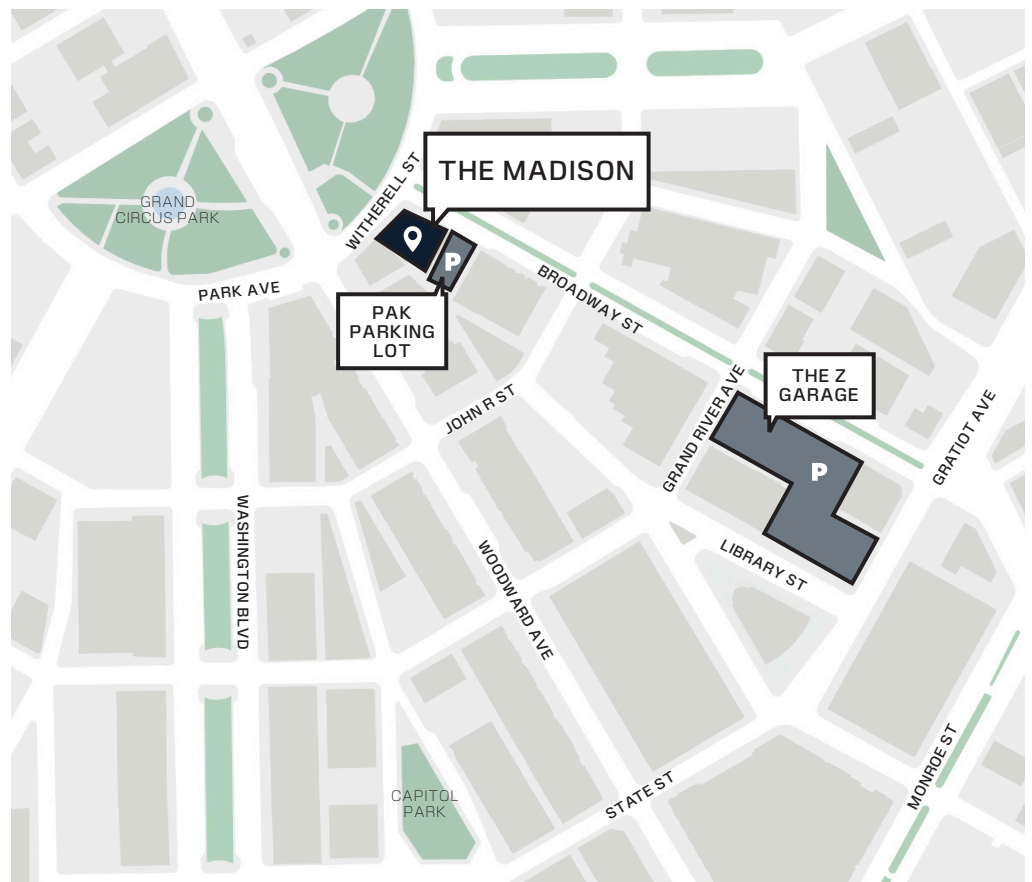 WITHERELL ST
THE MADISON
GRAND
CIRCUS PARK
P
BROADWAY ST
PARK AVE
PAK
PARKING
LOT
THE Z
GARAGE
JOHN R ST
GRAND RIVER AVE
GRATIOT AVE
P
WASHINGTON BLVD
WOODWARD AVE
LIBRARY ST
MONROE ST
STATE ST
CAPITOL
PARK